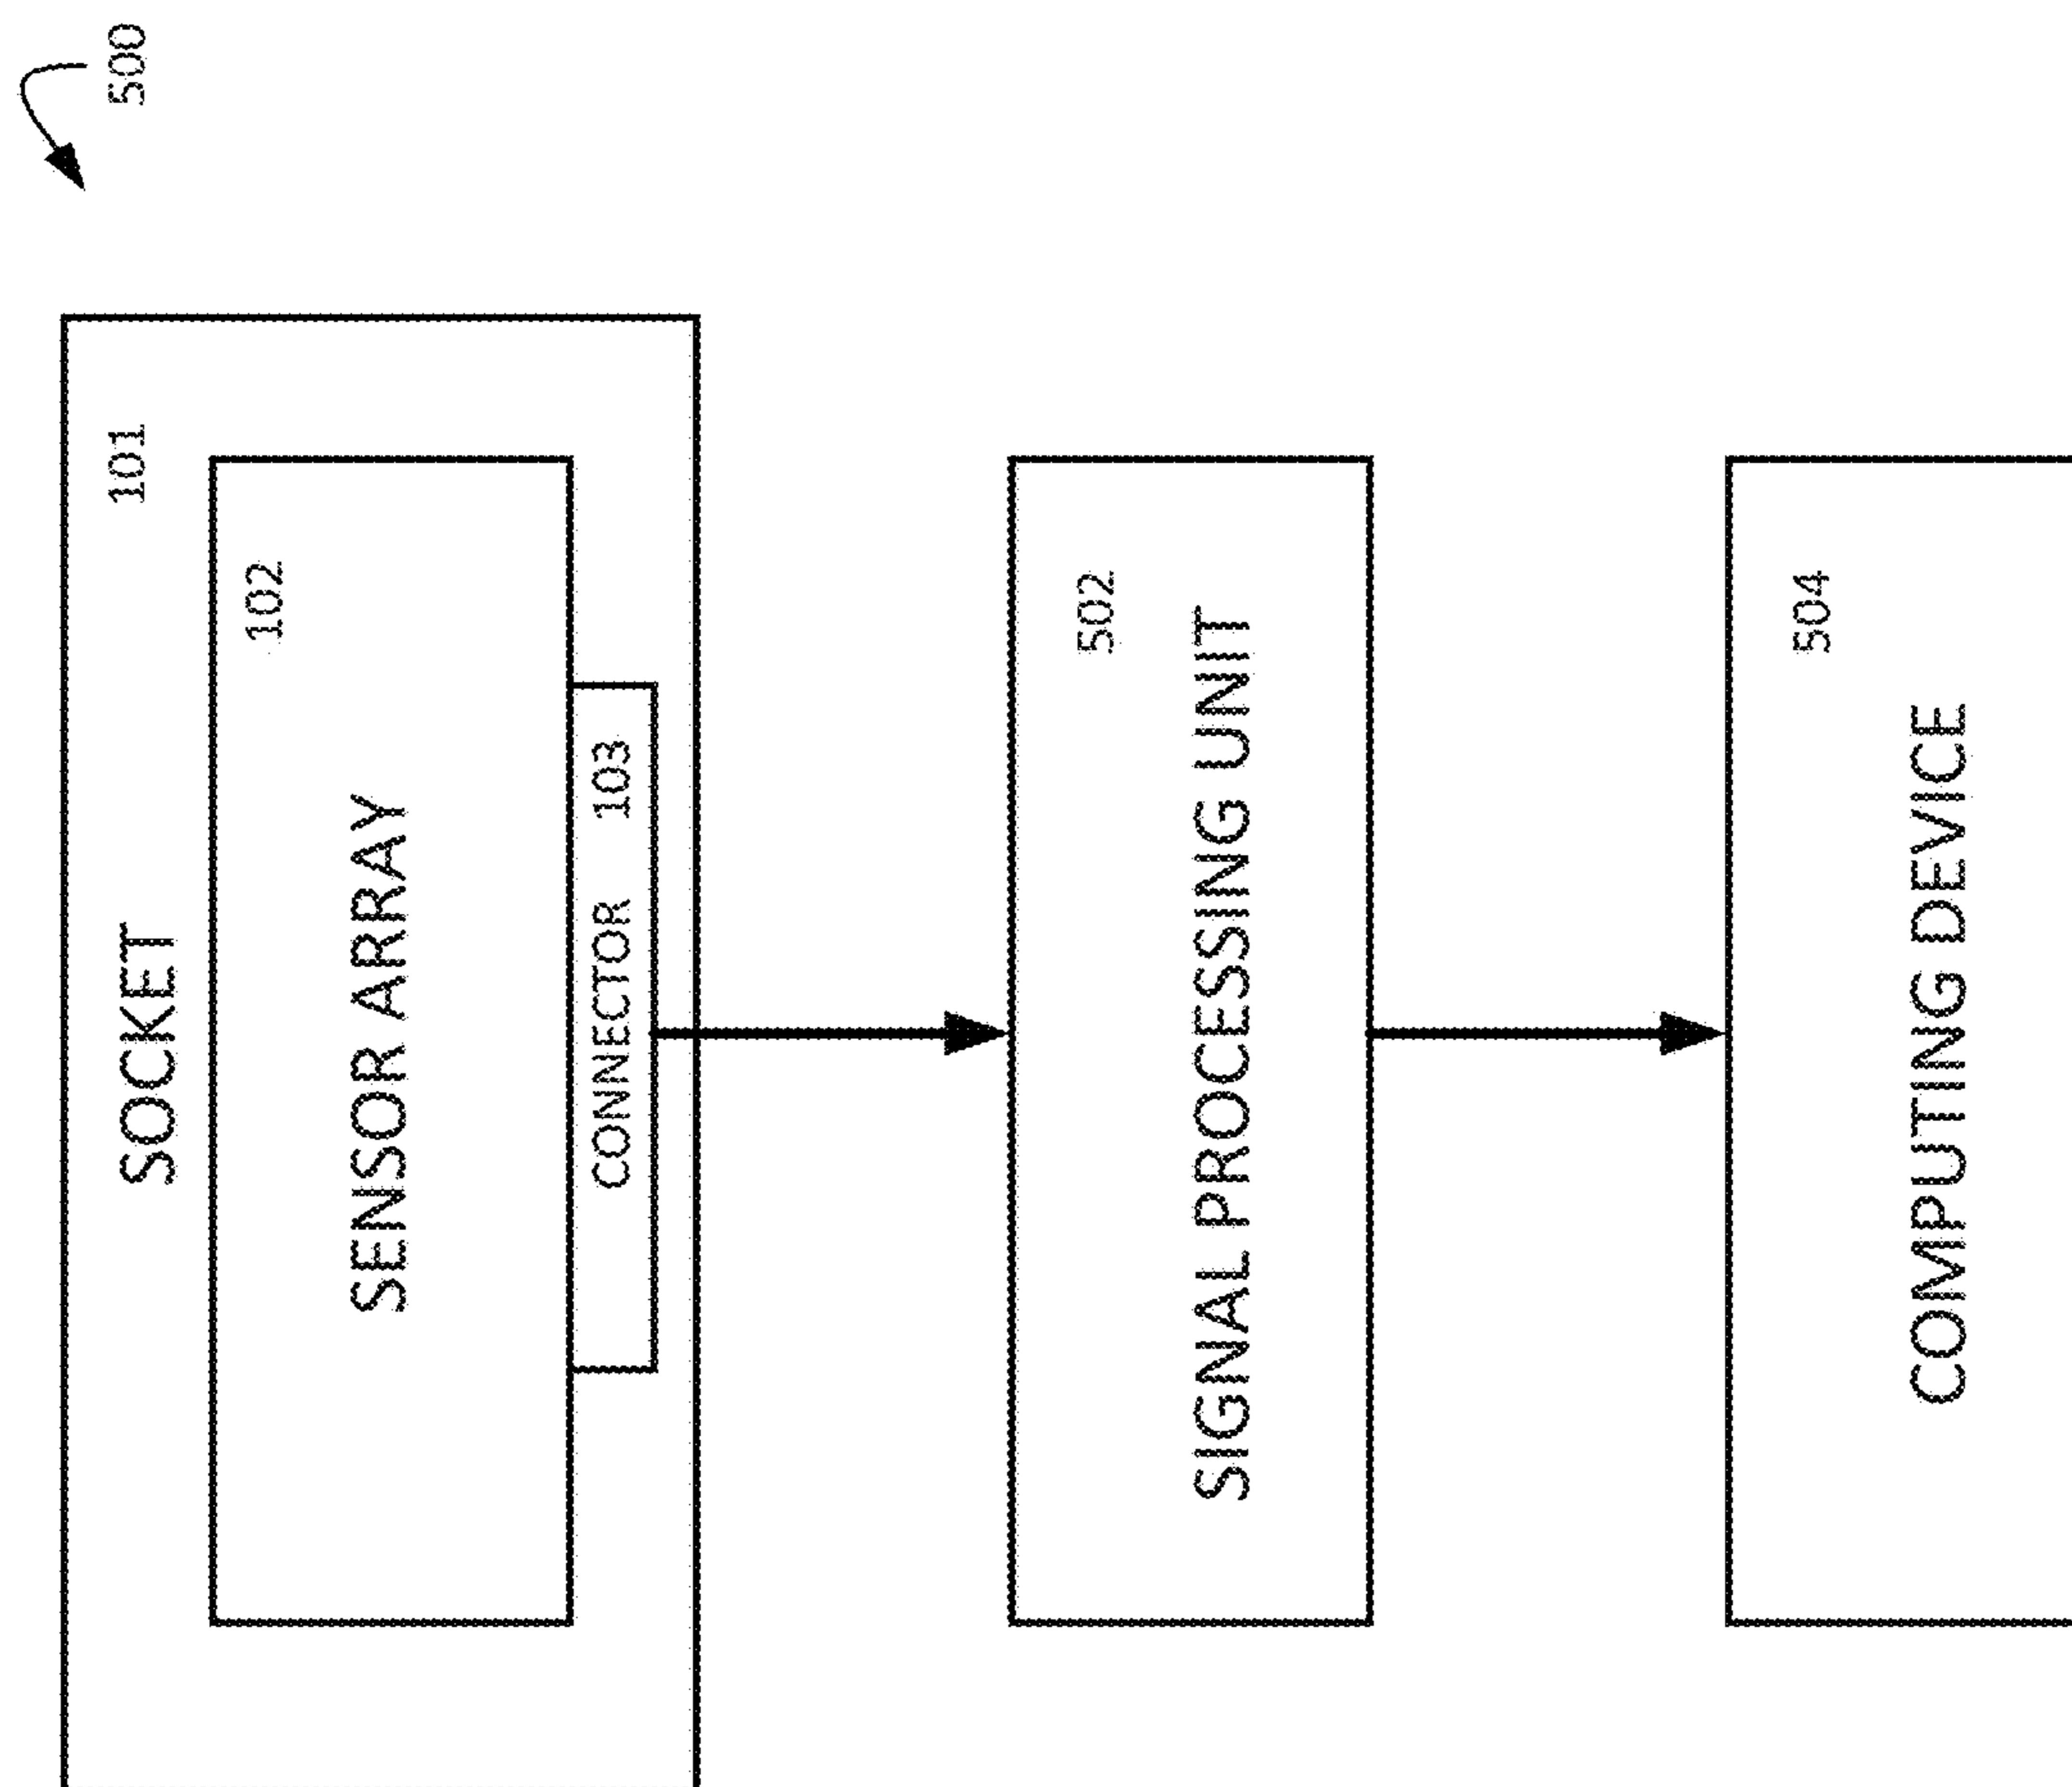 500
SOCKET 101
102
SENSOR ARRAY
CONNECTOR 103
502
SIGNAL PROCESSING UNIT
504
COMPUTING DEVICE